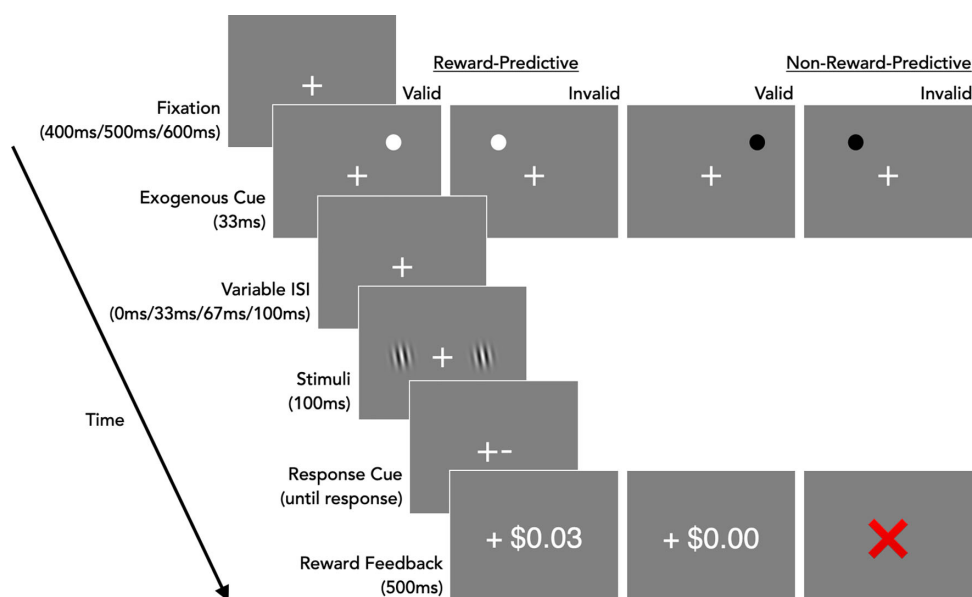 Reward-Predictive
Non-Reward-Predictive
Valid
Invalid
Valid
Invalid
Fixation
(400ms/500ms/600ms)
Exogenous Cue
(33ms)
Variable ISI
(0ms/33ms/67ms/100ms)
Stimuli
(100ms)
Time
Response Cue
(until response)
+ $0.03
+ $0.00
Reward Feedback
(500ms)